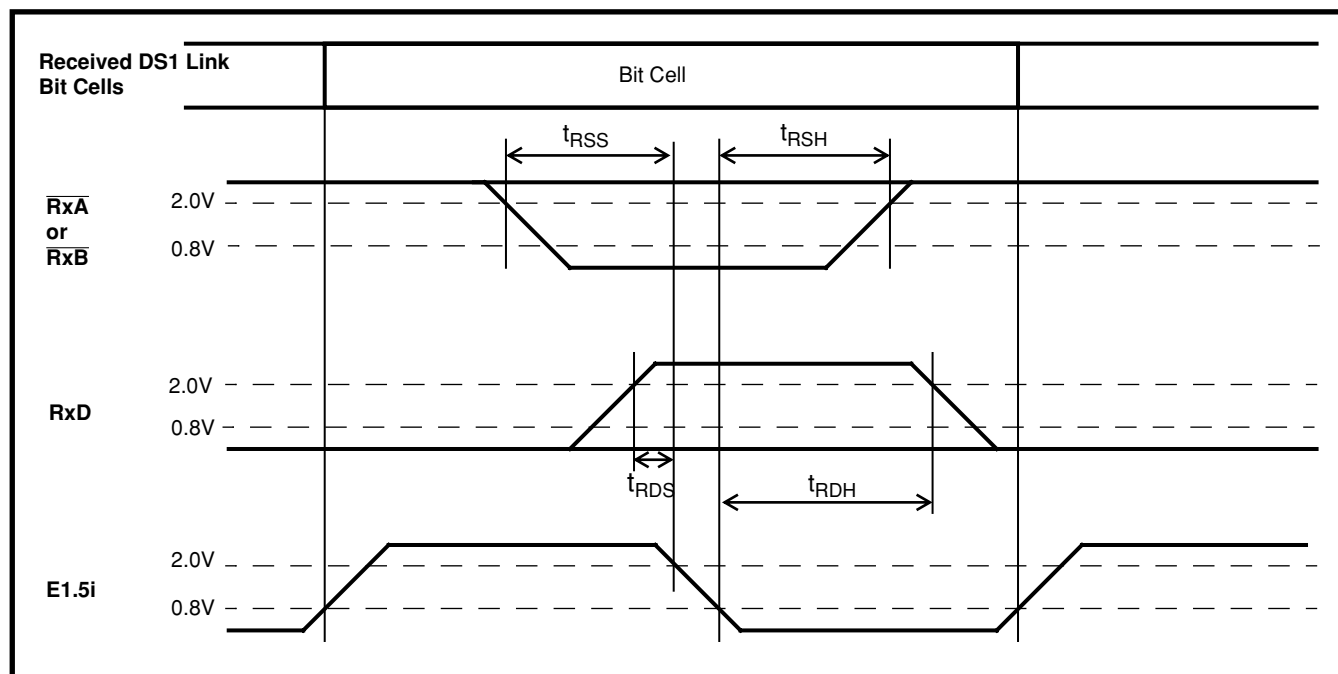 Received DS1 Link
Bit Cells
Bit Cell
tRSS
tRSH
RxA
or
RxB
2.0V
0.8V
RxD
2.0V
0.8V
tRDS
tRDH
E1.5i
2.0V
0.8V